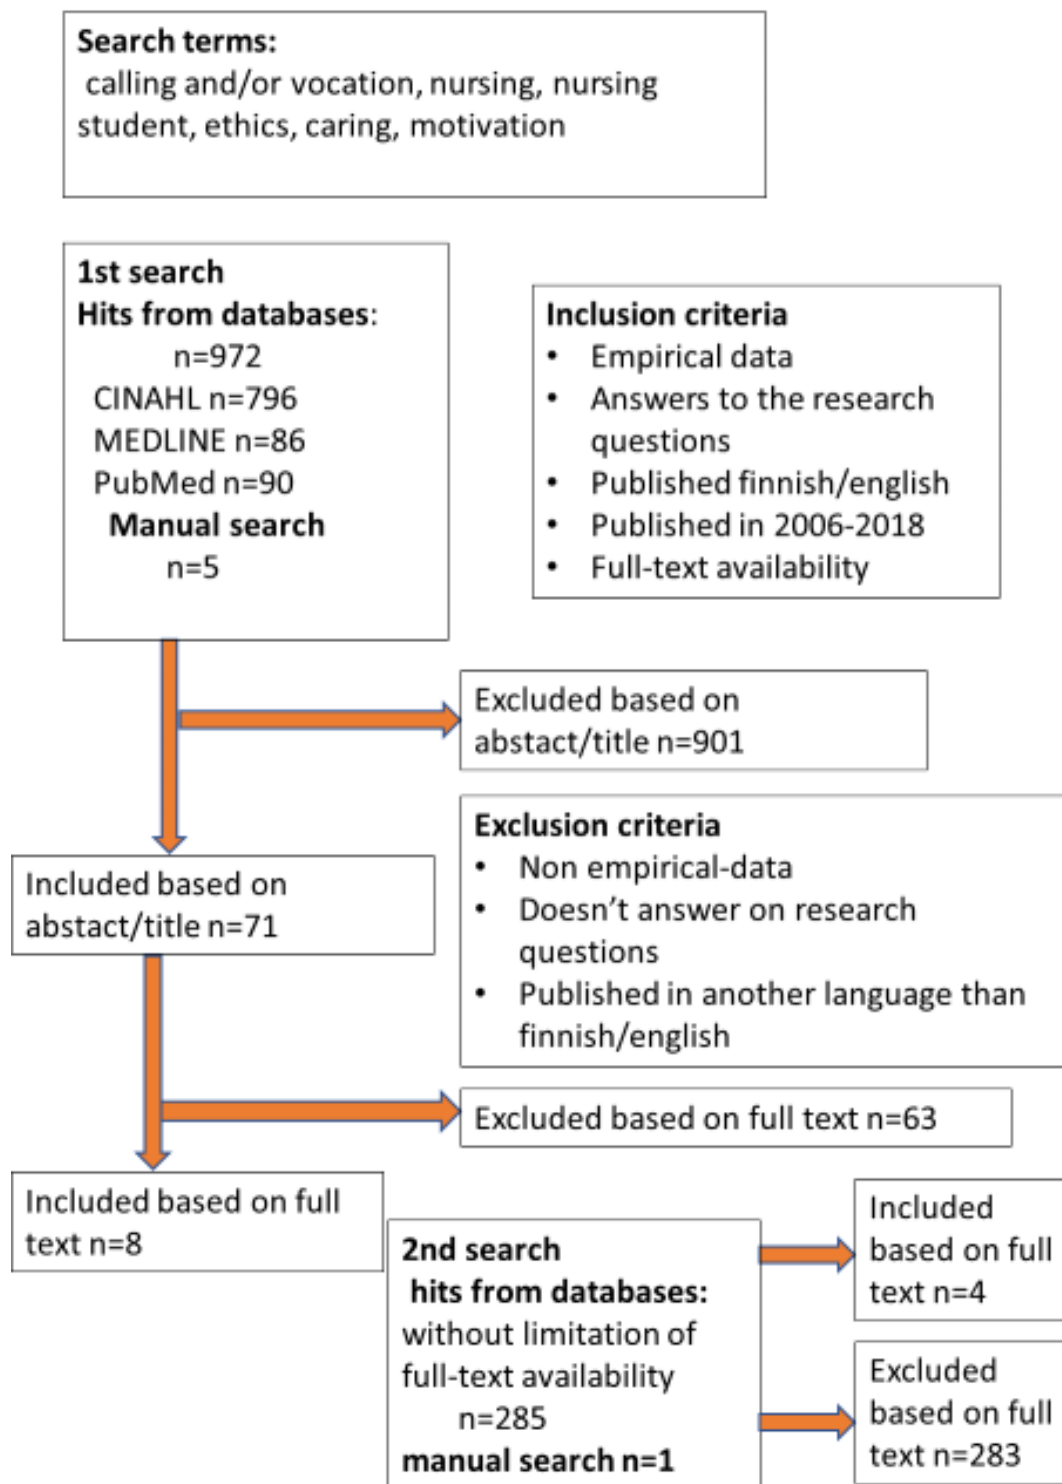 Search terms:
calling and/or vocation, nursing, nursing
student, ethics, caring, motivation
1st search
Hits from databases:
n=972
CINAHL n=796
MEDLINE n=86
PubMed n=90
Manual search
n=5
Inclusion criteria
• Empirical data
• Answers to the research
questions
• Published finnish/english
• Published in 2006-2018
• Full-text availability
Excluded based on
abstact/title n=901
Exclusion criteria
• Non empirical-data
• Doesn't answer on research
questions
• Published in another language than
finnish/english
Included based on
abstact/title n=71
Excluded based on full text n=63
Included based on full
text n=8
2nd search
hits from databases:
without limitation of
full-text availability
n=285
manual search n=1
Included
based on full
text n=4
Excluded
based on full
text n=283